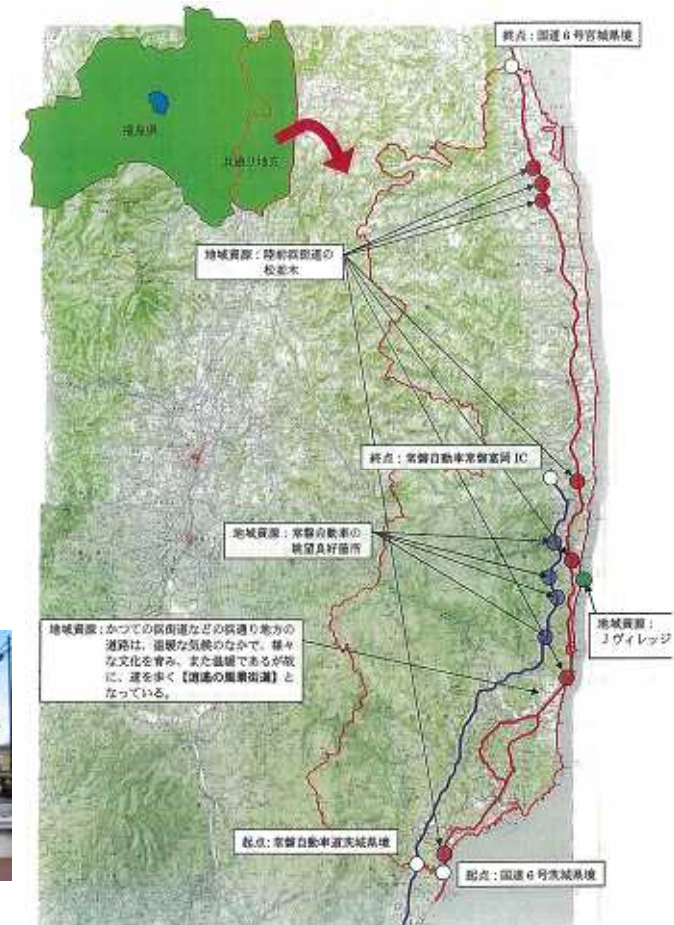 終点：国道6号宮城県境
福島県
浜通り地方
地域資源：陸前浜街道の
松並木
終点：常磐自動車常磐富岡IC
地域資源：常磐自動車の
眺望良好箇所
地域資源：
Jヴィレッジ
地域資源：かつての浜街道などの浜通り地方の
道路は、温暖な気候のなかで、様々
な文化を育み、また温暖であるが故
に、道を歩く【逍遥の風景街道】と
なっている。
起点：常磐自動車道茨城県境
起点：国道6号茨城県境